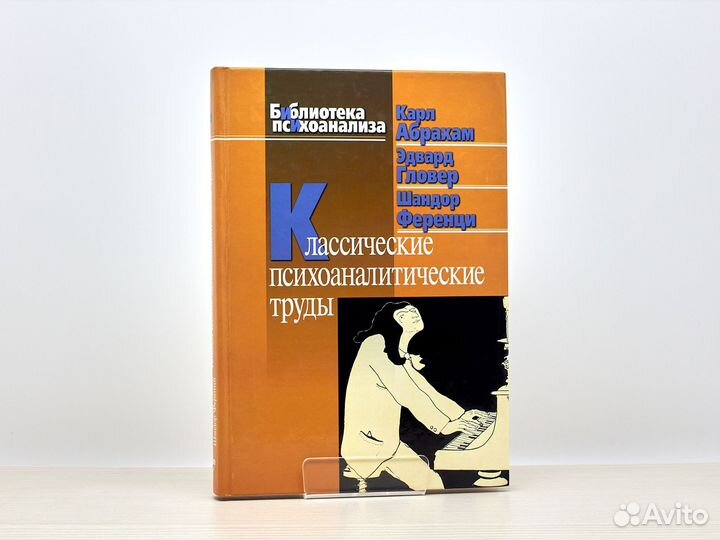 Библиотека
психоанализа
Карл
Абрахам
Эдвард
Гловер
Шандор
Ференци
Классические
психоаналитические
труды
Avito